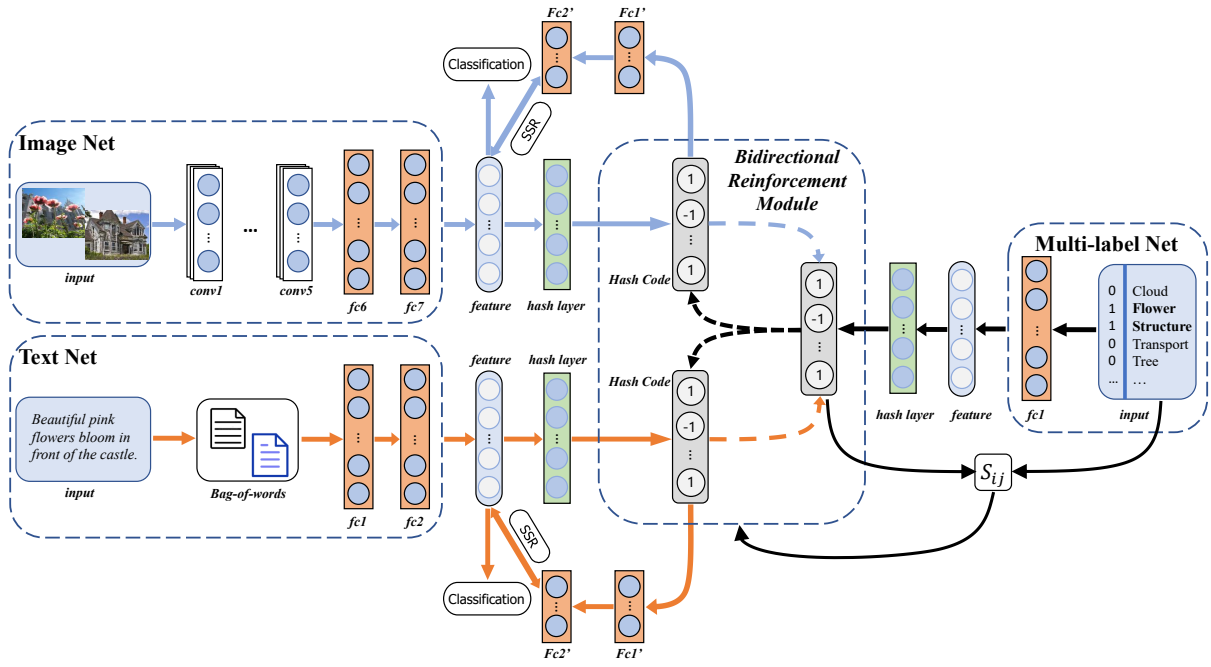 Fc2’
Fc1’
Classification
SSR
Image Net
input
conv1
...
conv5
fc6
fc7
feature
hash layer
Bidirectional
Reinforcement
Module
1
-1
1
Hash Code
1
-1
1
Multi-label Net
0 Cloud
1 Flower
1 Structure
0 Transport
0 Tree
... ...
input
fc1
feature
hash layer
Text Net
Beautiful pink
flowers bloom in
front of the castle.
input
Bag-of-words
fc1
fc2
feature
hash layer
Hash Code
1
-1
1
S_{ij}
SSR
Classification
Fc2’
Fc1’